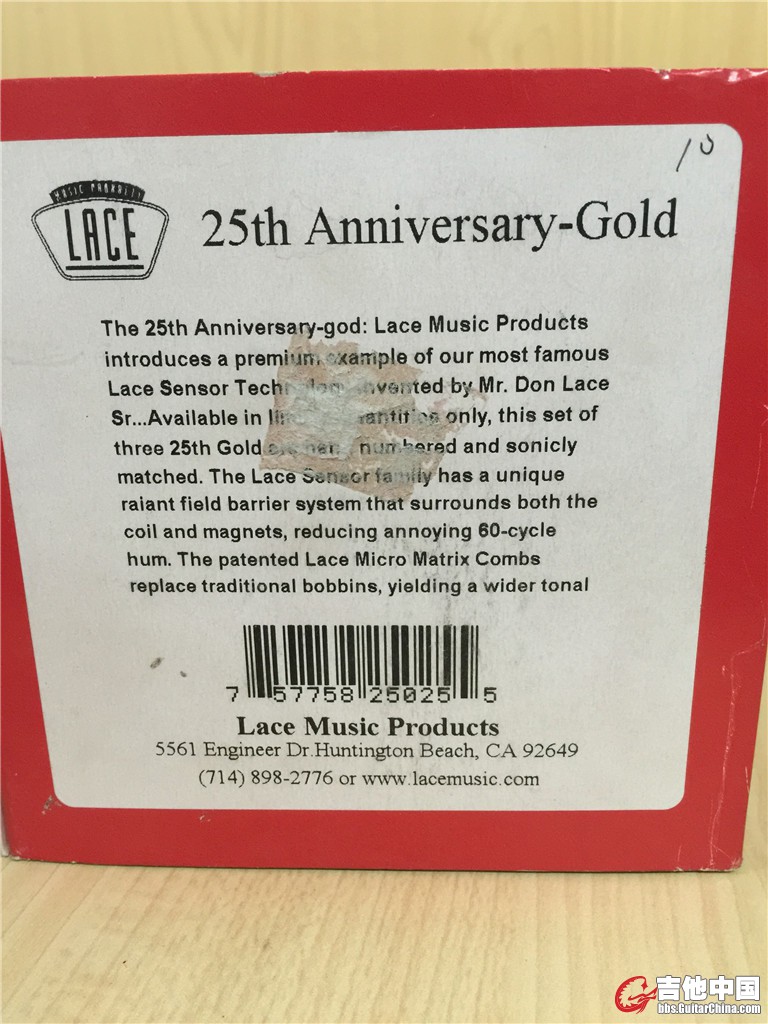 10
MUSIC PRODUCTS
LACE
25th Anniversary-Gold
The 25th Anniversary-god: Lace Music Products
introduces a premium example of our most famous
Lace Sensor Technology invented by Mr. Don Lace
Sr...Available in quantities only, this set of
three 25th Gold numbered and sonicly
matched. The Lace Sensor family has a unique
raiant field barrier system that surrounds both the
coil and magnets, reducing annoying 60-cycle
hum. The patented Lace Micro Matrix Combs
replace traditional bobbins, yielding a wider tonal
7 57758 25025 5
Lace Music Products
5561 Engineer Dr.Huntington Beach, CA 92649
(714) 898-2776 or www.lacemusic.com
吉他中国
bbs.GuitarChina.com